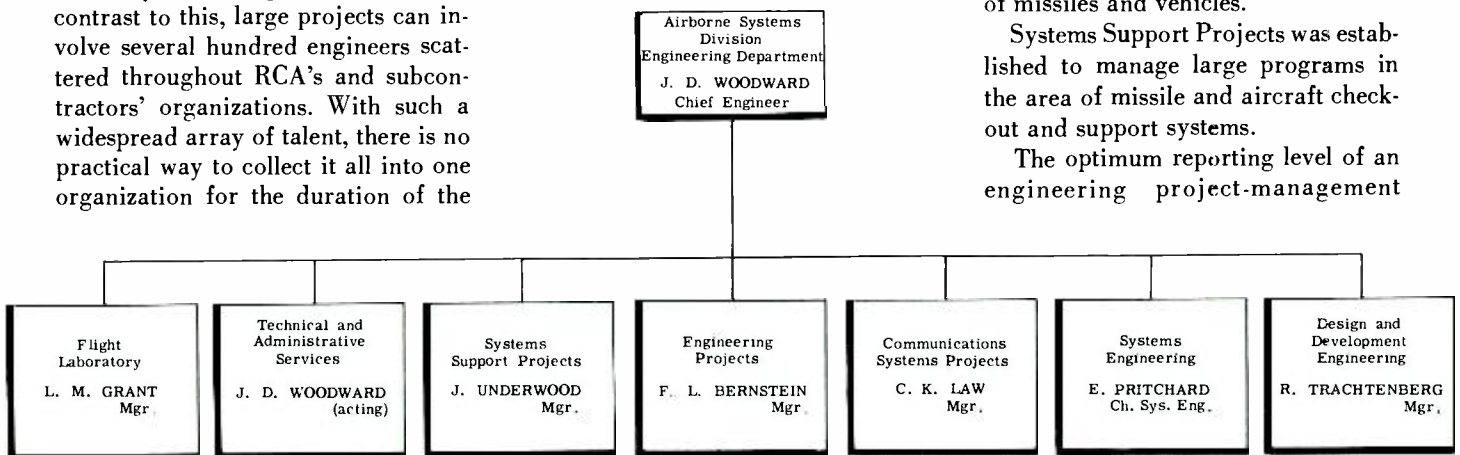 contrast to this, large projects can in-
volve several hundred engineers scat-
tered throughout RCA's and subcon-
tractors' organizations. With such a
widespread array of talent, there is no
practical way to collect it all into one
organization for the duration of the
Airborne Systems
Division
Engineering Department
J. D. WOODWARD
Chief Engineer
of missiles and vehicles.
Systems Support Projects was estab-
lished to manage large programs in
the area of missile and aircraft check-
out and support systems.
The optimum reporting level of an
engineering project-management
Flight
Laboratory
L. M. GRANT
Mgr.
Technical and
Administrative
Services
J. D. WOODWARD
(acting)
Systems
Support Projects
J. UNDERWOOD
Mgr.
Engineering
Projects
F. L. BERNSTEIN
Mgr.
Communications
Systems Projects
C. K. LAW
Mgr.
Systems
Engineering
E. PRITCHARD
Ch. Sys. Eng.
Design and
Development
Engineering
R. TRACHTENBERG
Mgr.